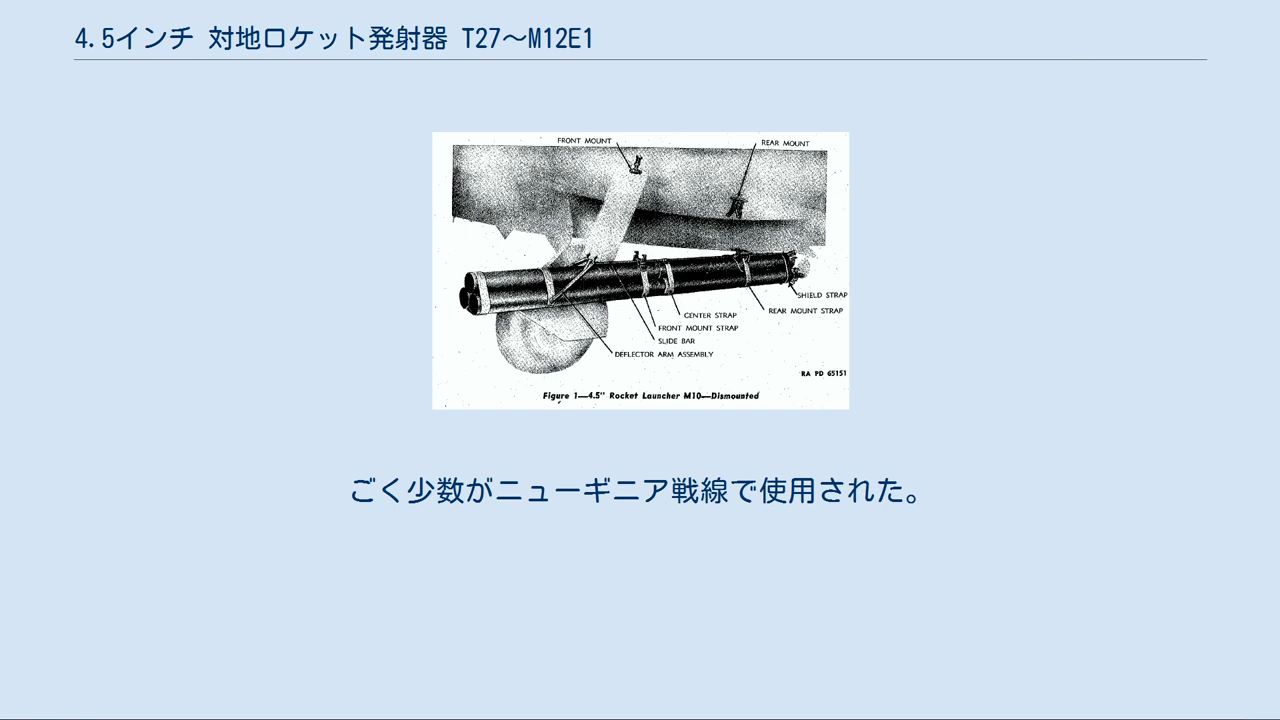 4.5インチ 対地ロケット発射器 T27～M12E1
FRONT MOUNT
REAR MOUNT
SHIELD STRAP
REAR MOUNT STRAP
CENTER STRAP
FRONT MOUNT STRAP
SLIDE BAR
DEFLECTOR ARM ASSEMBLY
RA PD 65151
Figure 1—4.5" Rocket Launcher M10—Dismounted
ごく少数がニューギニア戦線で使用された。